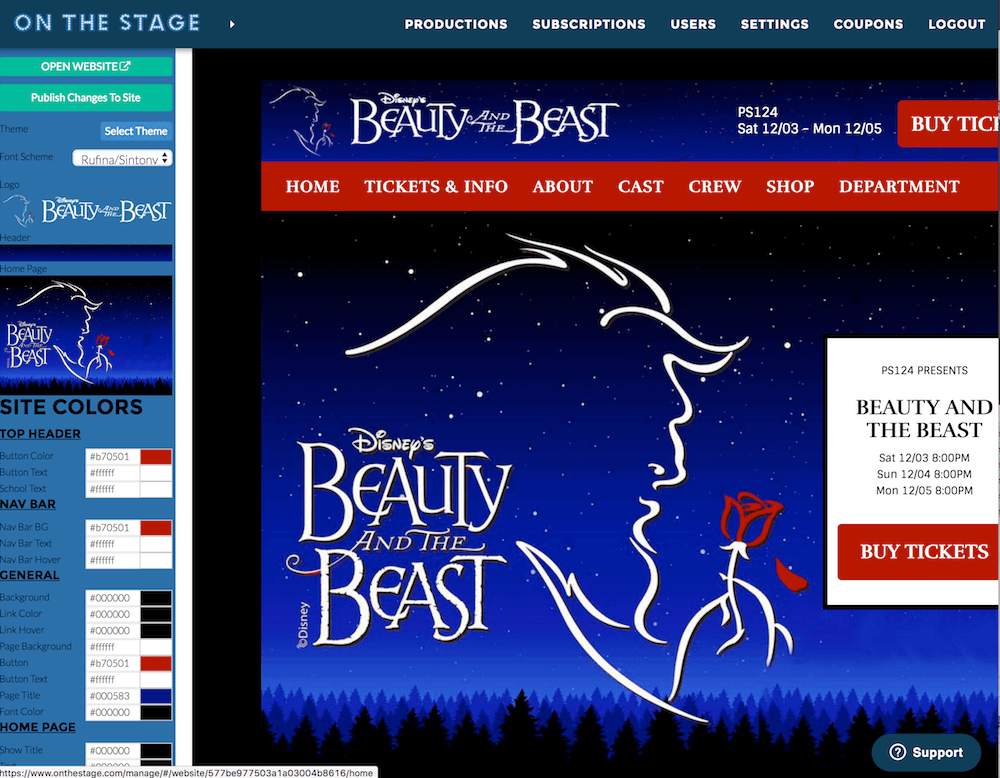 ON THE STAGE
PRODUCTIONS SUBSCRIPTIONS USERS SETTINGS COUPONS LOGOUT
OPEN WEBSITE
Publish Changes To Site
Theme Select Theme
Font Scheme Rufina/Sintony
Logo
Disney's
BEAUTY AND THE BEAST
Header
Home Page
Disney's
BEAUTY
AND THE
BEAST
SITE COLORS
TOP HEADER
Button Color #b70501
Button Text #ffffff
School Text #ffffff
NAV BAR
Nav Bar BG #b70501
Nav Bar Text #ffffff
Nav Bar Hover #ffffff
GENERAL
Background #000000
Link Color #000000
Link Hover #000000
Page Background #ffffff
Button #b70501
Button Text #ffffff
Page Title #000583
Font Color #000000
HOME PAGE
Show Title #000000
https://www.onthestage.com/manage/#/website/577be977503a1a03004b8616/home
Disney's
BEAUTY AND THE BEAST
PS124
Sat 12/03 - Mon 12/05
BUY TIC
HOME TICKETS & INFO ABOUT CAST CREW SHOP DEPARTMENT
Disney's
BEAUTY
AND THE
BEAST
©Disney
PS124 PRESENTS
BEAUTY AND
THE BEAST
Sat 12/03 8:00PM
Sun 12/04 8:00PM
Mon 12/05 8:00PM
BUY TICKETS
Support